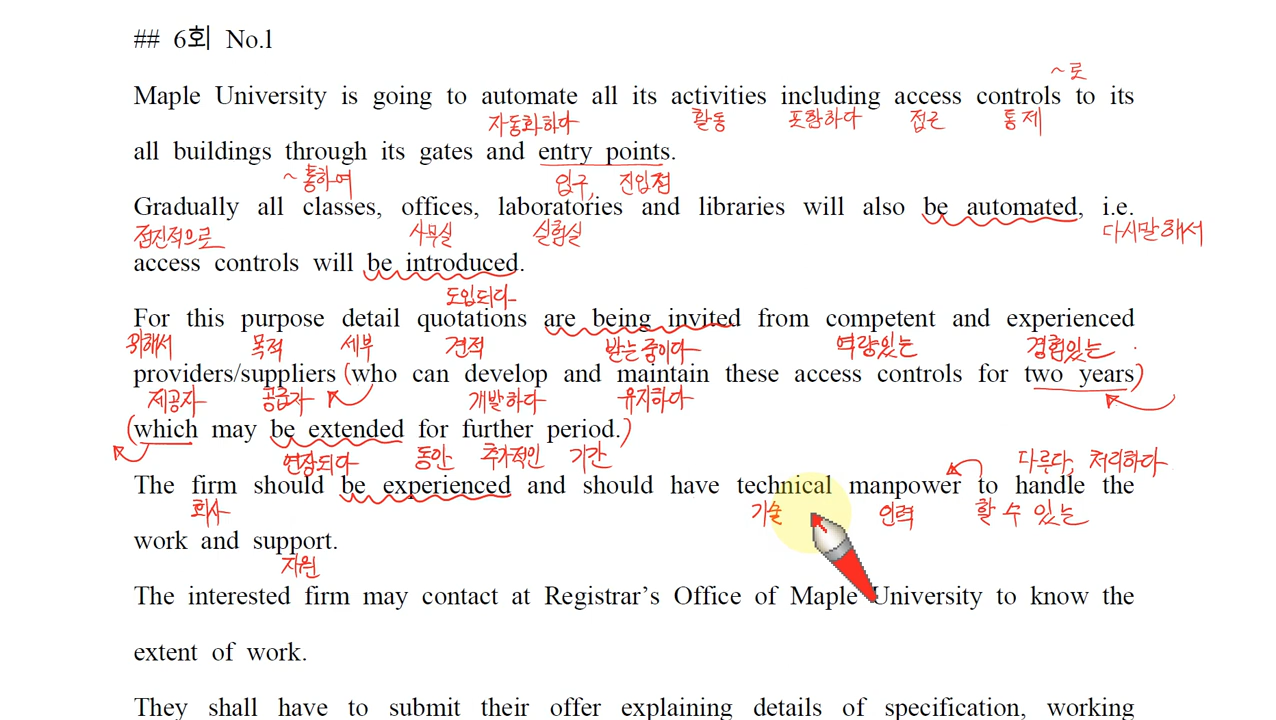 ## 6회 No.1
~로
Maple University is going to automate all its activities including access controls to its
자동화하다 활동 포함하다 접근 통제
all buildings through its gates and entry points.
~통하여 입구, 진입점
Gradually all classes, offices, laboratories and libraries will also be automated, i.e.
점진적으로 사무실 실험실 다시말해서
access controls will be introduced.
도입되다
For this purpose detail quotations are being invited from competent and experienced
위해서 목적 세부 견적 받는중이다 역량있는 경험있는
providers/suppliers (who can develop and maintain these access controls for two years)
제공자 공급자 개발하다 유지하다
(which may be extended for further period.)
연장되다 동안 추가적인 기간
다룬다, 처리하다
The firm should be experienced and should have technical manpower to handle the
회사 기술 인력 할 수 있는
work and support.
지원
The interested firm may contact at Registrar's Office of Maple University to know the
extent of work.
They shall have to submit their offer explaining details of specification, working